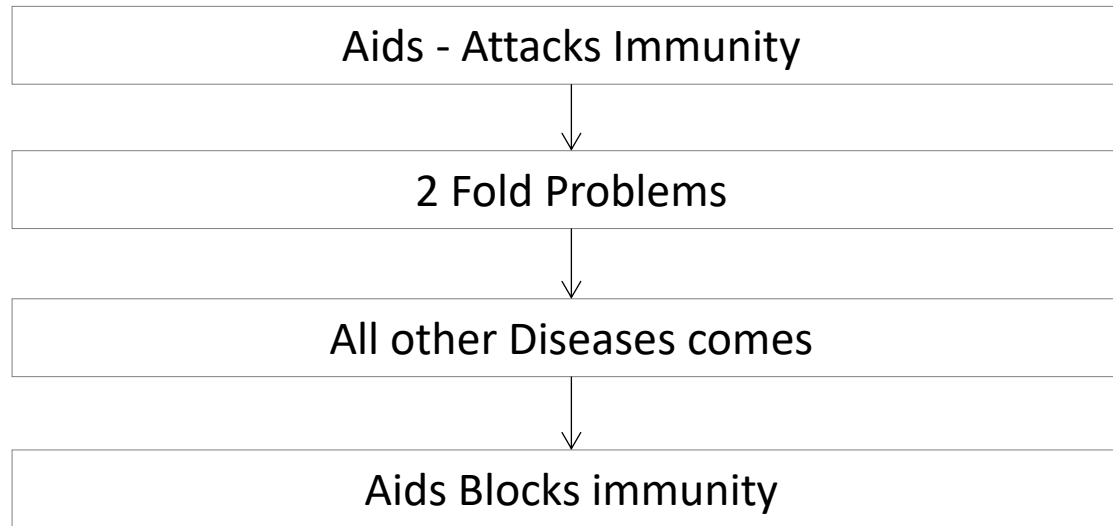 Aids - Attacks Immunity
2 Fold Problems
All other Diseases comes
Aids Blocks immunity